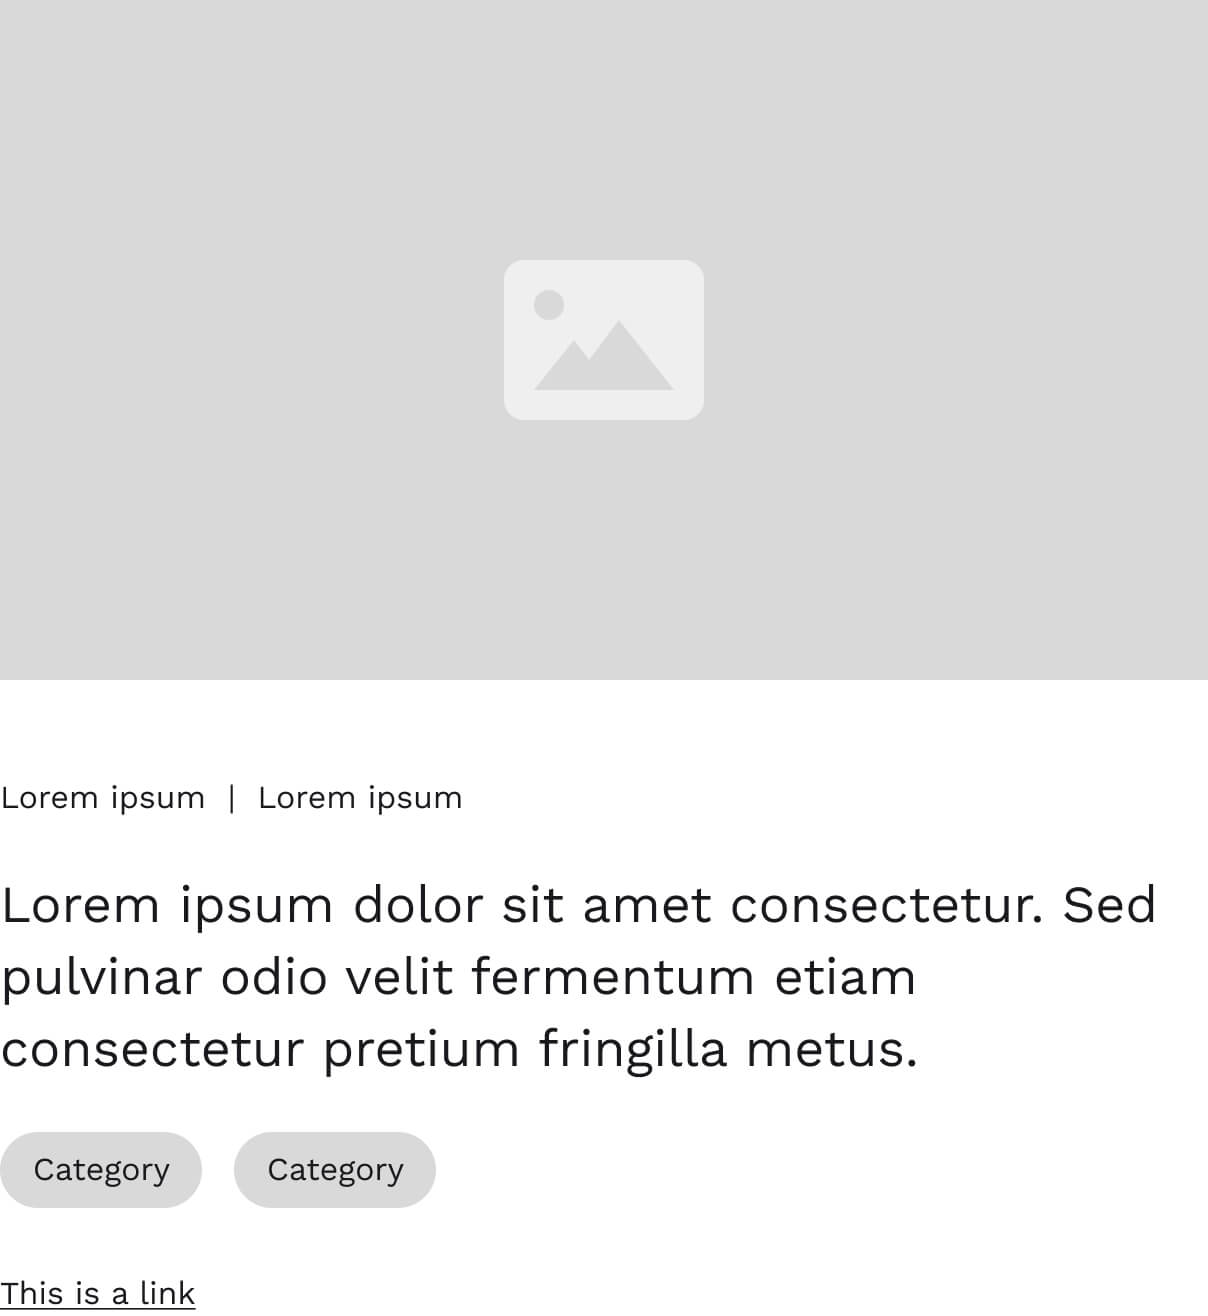 Lorem ipsum | Lorem ipsum
Lorem ipsum dolor sit amet consectetur. Sed
pulvinar odio velit fermentum etiam
consectetur pretium fringilla metus.
Category Category
This is a link